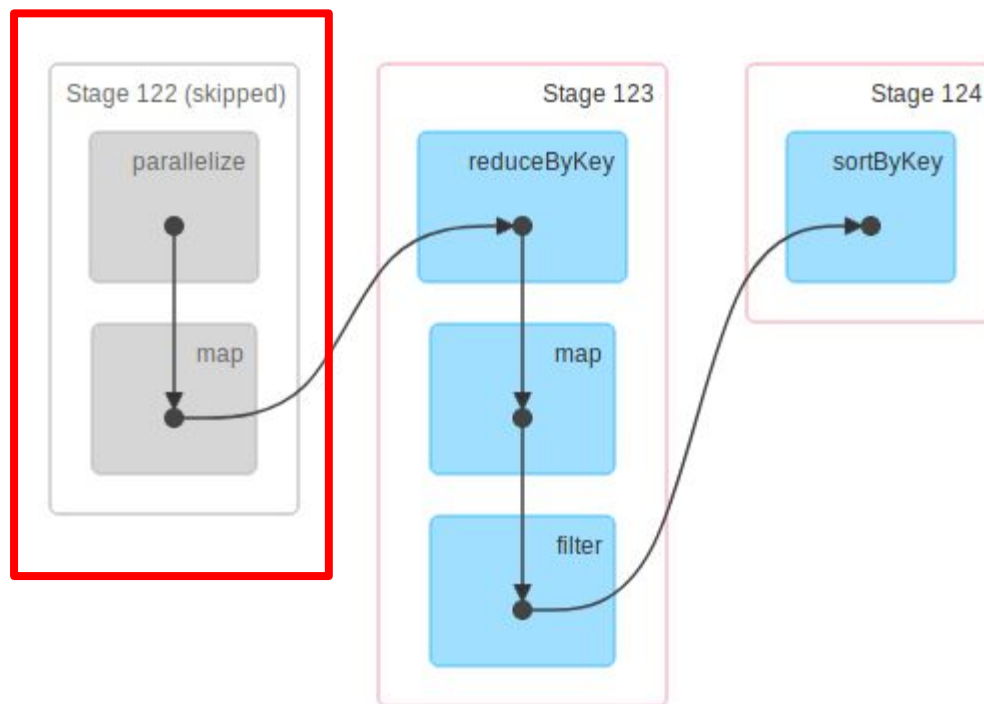 Stage 122 (skipped)
parallelize
map
Stage 123
reduceByKey
map
filter
Stage 124
sortByKey